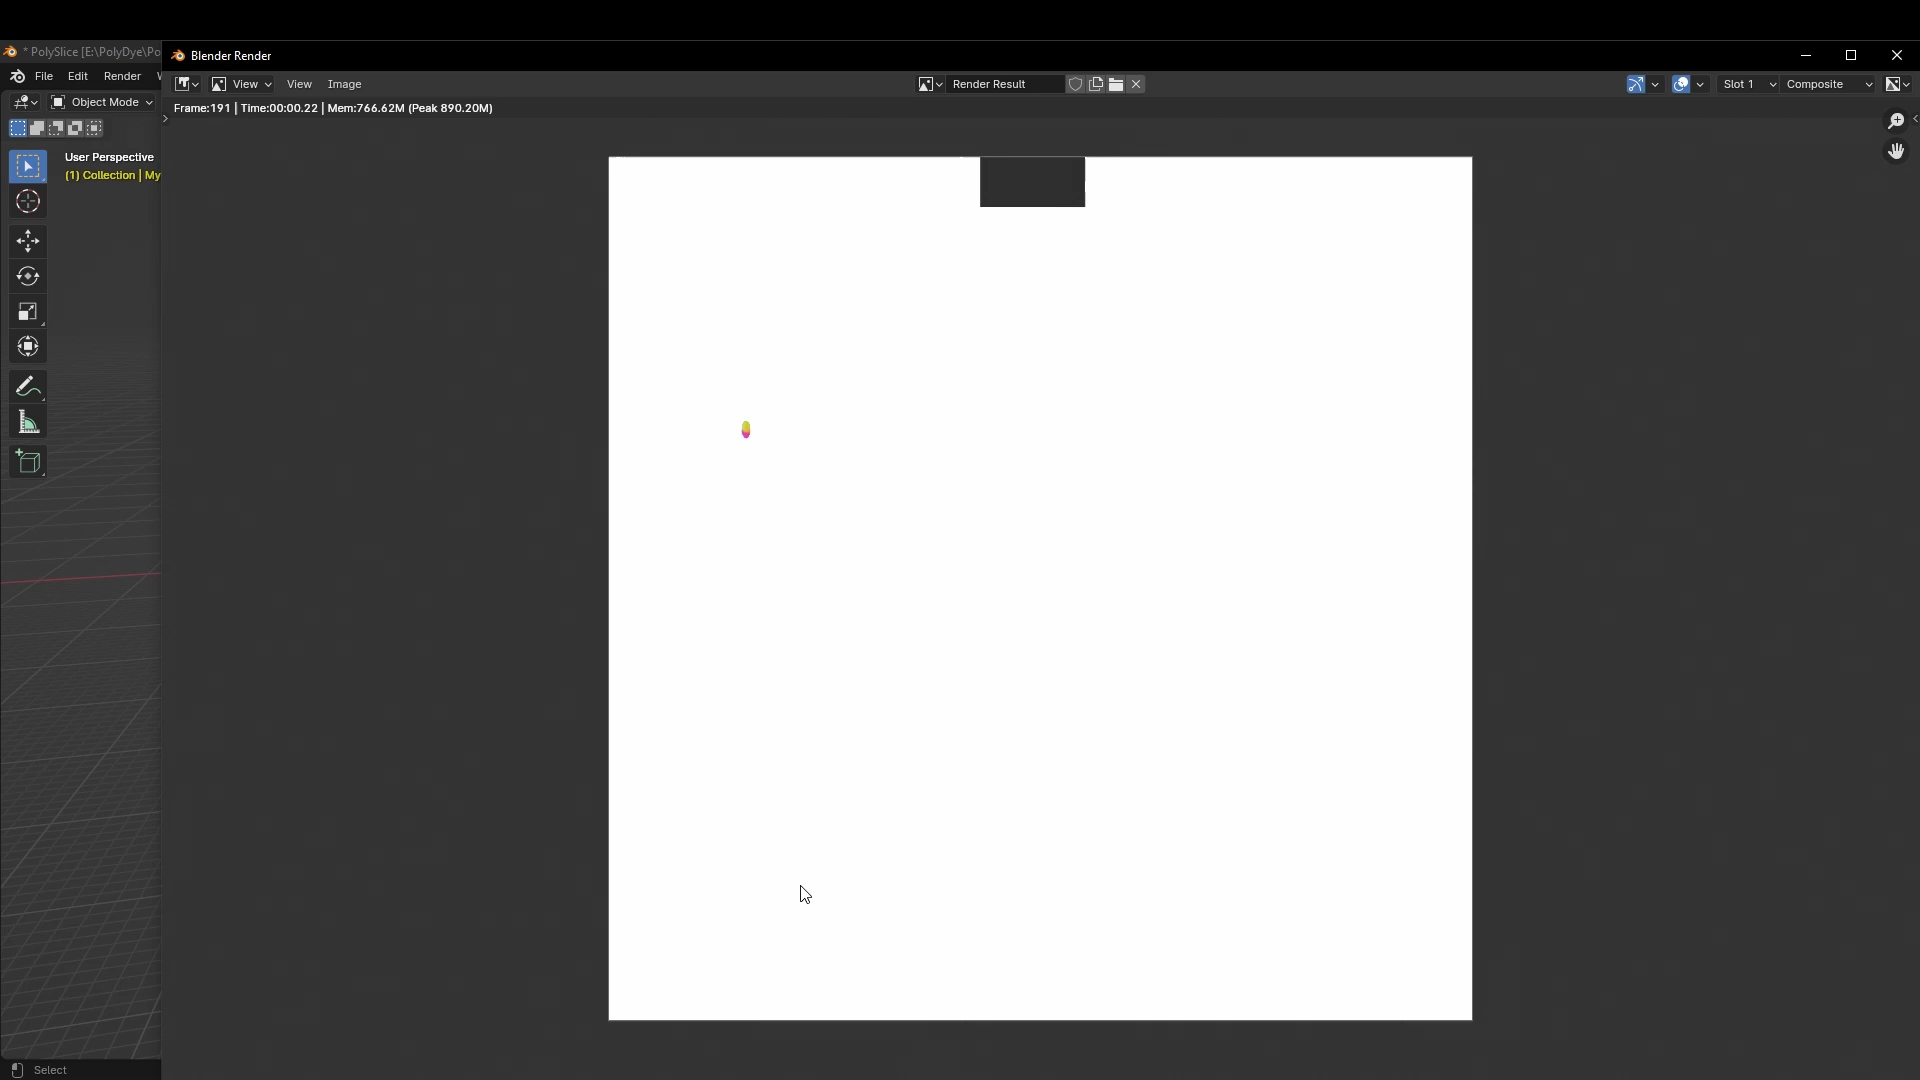 * PolySlice [E:\PolyDye\Po
Blender Render
File Edit Render
View View Image
Render Result
Slot 1 Composite
Object Mode
Frame:191 | Time:00:00.22 | Mem:766.62M (Peak 890.20M)
User Perspective
(1) Collection | My
Select